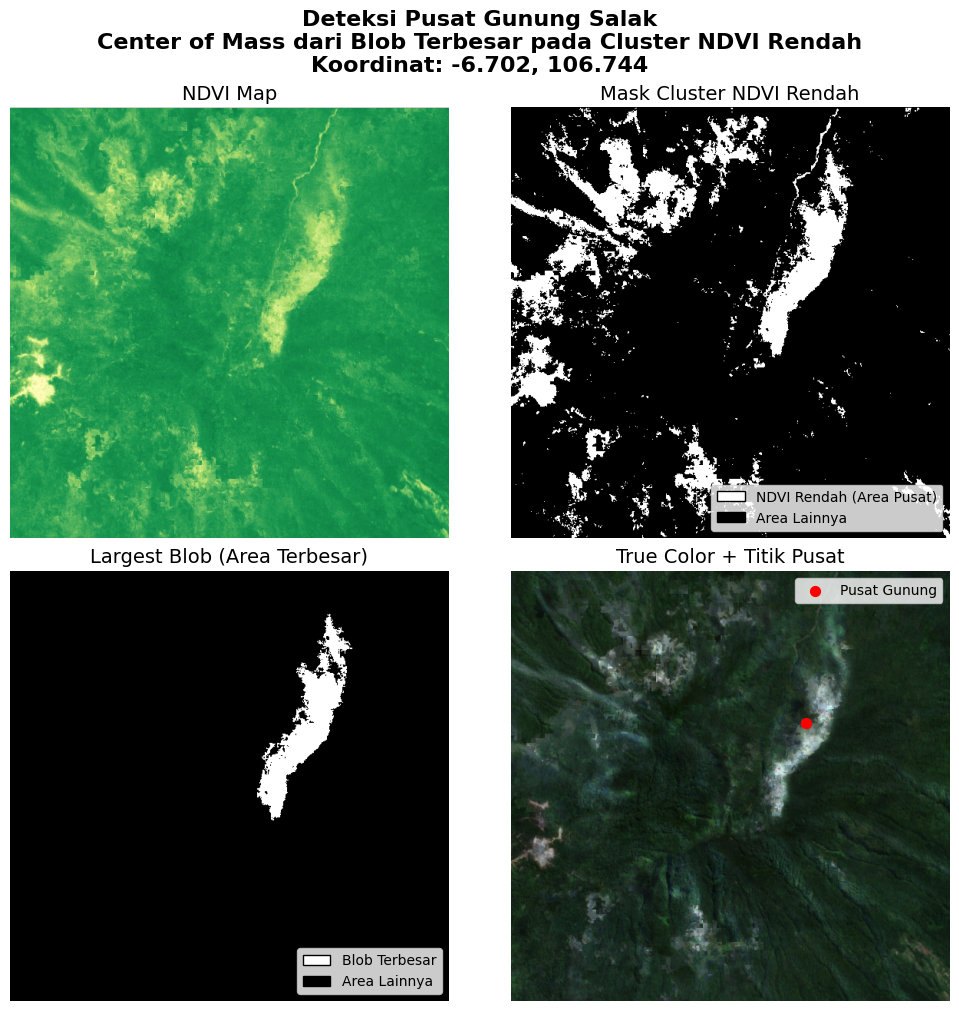 Deteksi Pusat Gunung Salak
Center of Mass dari Blob Terbesar pada Cluster NDVI Rendah
Koordinat: -6.702, 106.744
NDVI Map
Mask Cluster NDVI Rendah
NDVI Rendah (Area Pusat)
Area Lainnya
Largest Blob (Area Terbesar)
True Color + Titik Pusat
Pusat Gunung
Blob Terbesar
Area Lainnya